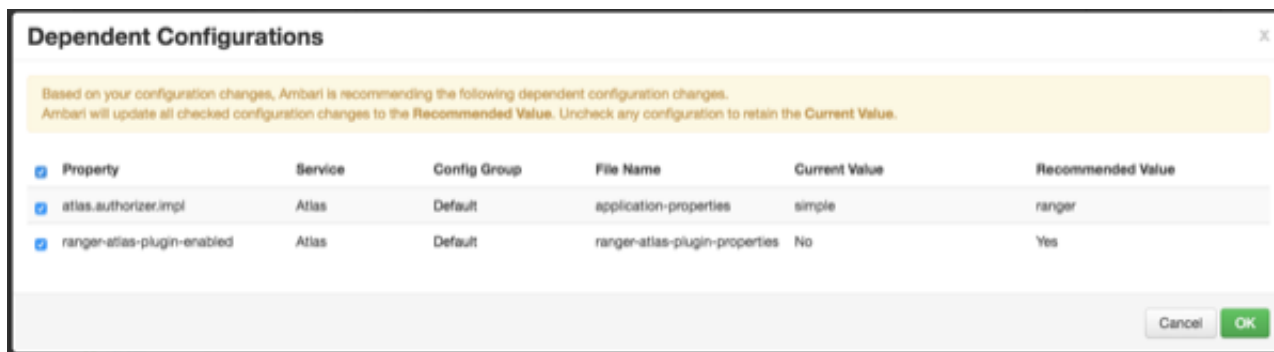 Dependent Configurations X
Based on your configuration changes, Ambari is recommending the following dependent configuration changes.
Ambari will update all checked configuration changes to the Recommended Value. Uncheck any configuration to retain the Current Value.
Property Service Config Group File Name Current Value Recommended Value
atlas.authorizer.impl Atlas Default application-properties simple ranger
ranger-atlas-plugin-enabled Atlas Default ranger-atlas-plugin-properties No Yes
Cancel OK